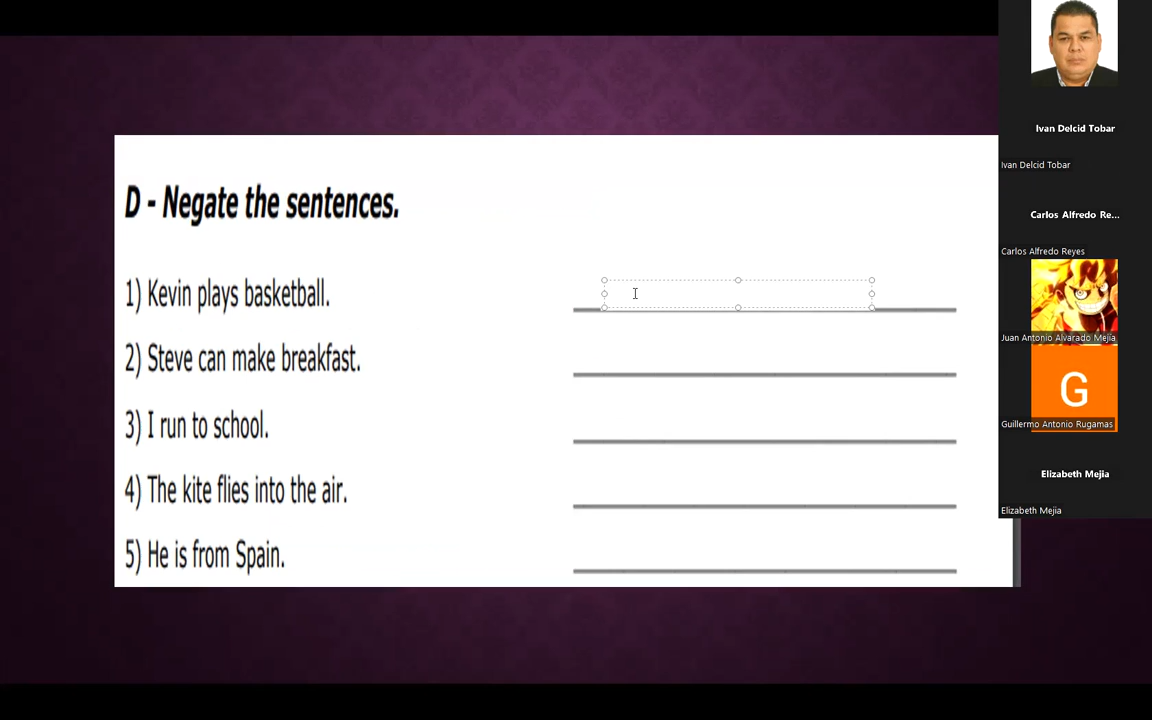 D - Negate the sentences.
1) Kevin plays basketball.
2) Steve can make breakfast.
3) I run to school.
4) The kite flies into the air.
5) He is from Spain.
Ivan Delcid Tobar
Ivan Delcid Tobar
Carlos Alfredo Re...
Carlos Alfredo Reyes
Juan Antonio Alvarado Mejía
G
Guillermo Antonio Rugamas
Elizabeth Mejia
Elizabeth Mejia